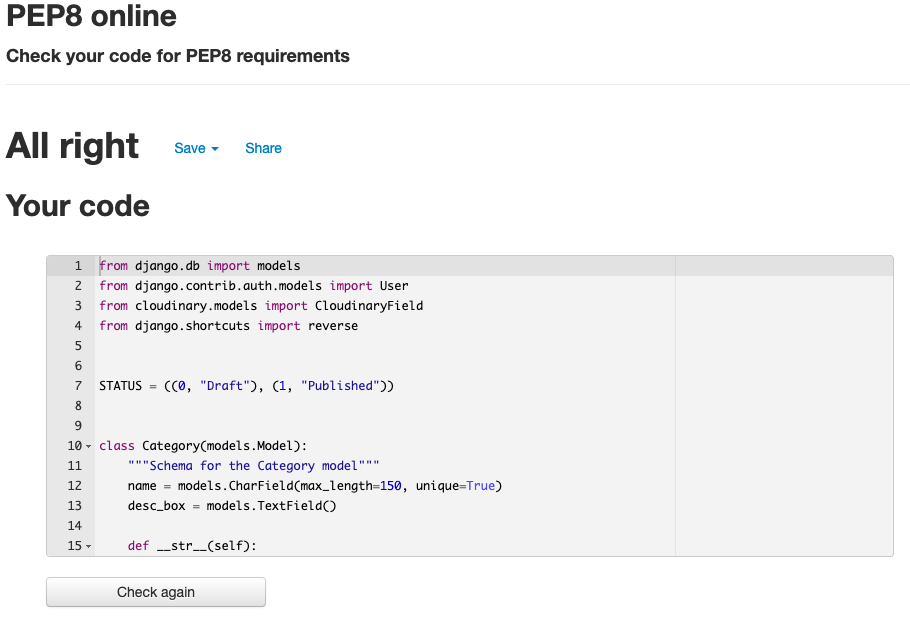 PEP8 online
Check your code for PEP8 requirements
All right Save Share
Your code
1 from django.db import models
2 from django.contrib.auth.models import User
3 from cloudinary.models import CloudinaryField
4 from django.shortcuts import reverse
5
6
7 STATUS = ((0, "Draft"), (1, "Published"))
8
9
10 class Category(models.Model):
11     """Schema for the Category model"""
12     name = models.CharField(max_length=150, unique=True)
13     desc_box = models.TextField()
14
15     def __str__(self):
Check again